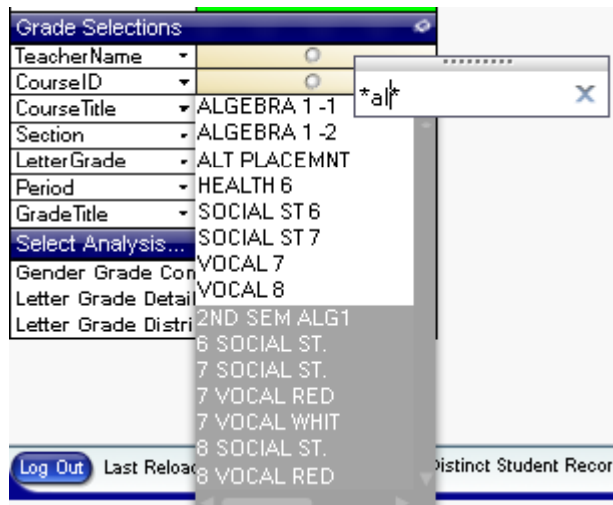 Grade Selections
TeacherName
CourseID
*al*
CourseTitle
ALGEBRA 1 -1
Section
ALGEBRA 1 -2
LetterGrade
ALT PLACEMNT
Period
HEALTH 6
GradeTitle
SOCIAL ST 6
Select Analysis...
SOCIAL ST 7
Gender Grade Con
VOCAL 7
Letter Grade Detail
VOCAL 8
Letter Grade Distri
2ND SEM ALG1
6 SOCIAL ST.
7 SOCIAL ST.
7 VOCAL RED
7 VOCAL WHIT
8 SOCIAL ST.
Log Out Last Reloa
Distinct Student Recor
8 VOCAL RED